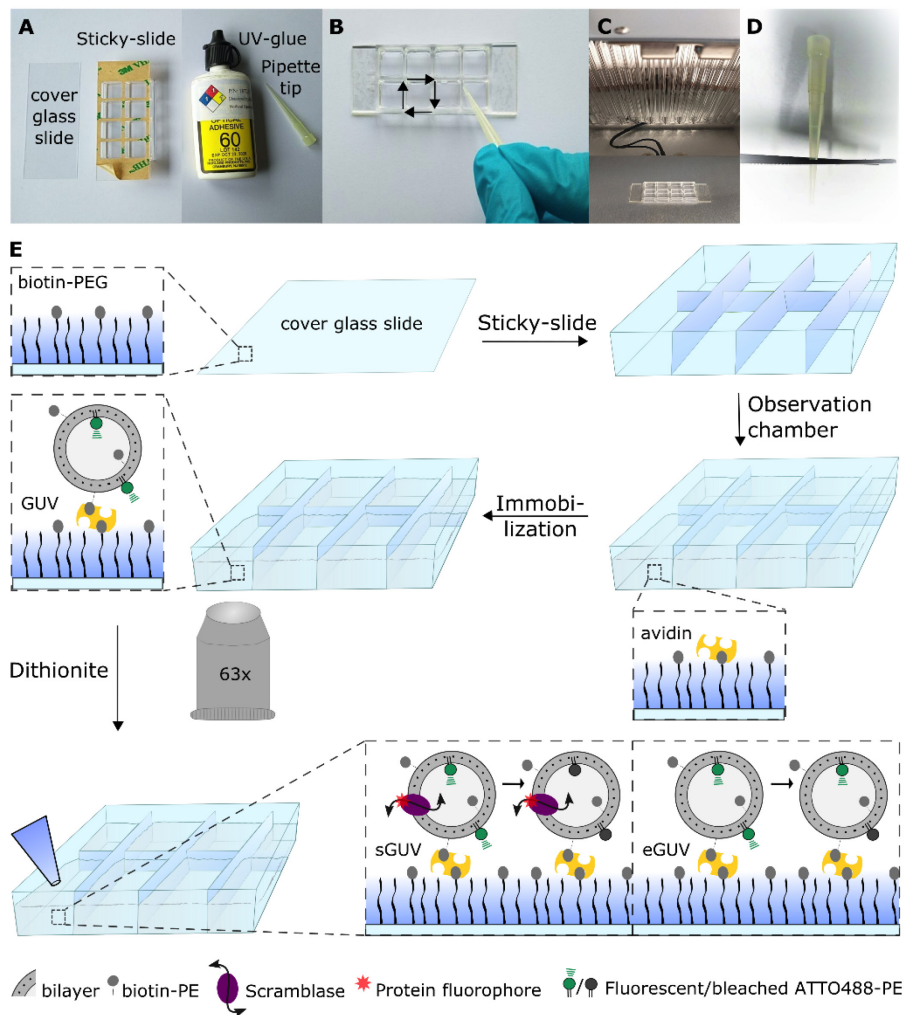 A
Sticky-slide
UV-glue
cover
glass
slide
Pipette
tip
OPTICAL
ADHESIVE
60
B
C
D
E
biotin-PEG
cover glass slide
Sticky-slide
Observation
chamber
GUV
Immobi-
lization
avidin
Dithionite
63x
sGUV
eGUV
bilayer
biotin-PE
Scramblase
Protein fluorophore
Fluorescent/bleached ATTO488-PE